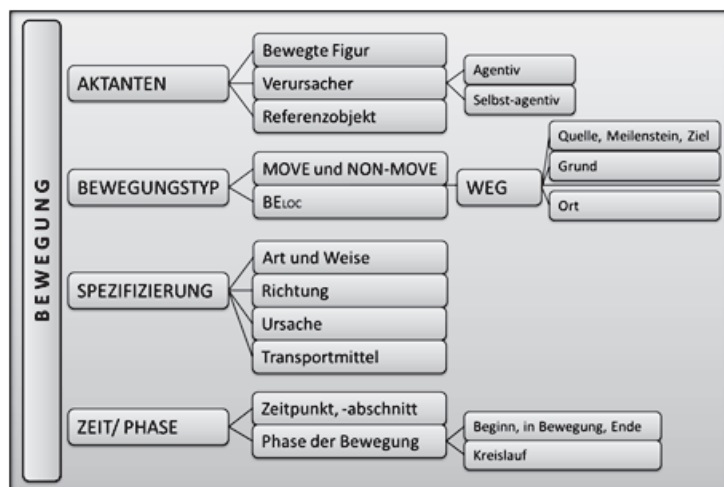 BEWEGUNG
AKTANTEN
Bewegte Figur
Verursacher
Agentiv
Selbst-agentiv
Referenzobjekt
BEWEGUNGSTYP
MOVE und NON-MOVE
BELOC
WEG
Quelle, Meilenstein, Ziel
Grund
Ort
SPEZIFIZIERUNG
Art und Weise
Richtung
Ursache
Transportmittel
ZEIT/ PHASE
Zeitpunkt, -abschnitt
Phase der Bewegung
Beginn, in Bewegung, Ende
Kreislauf